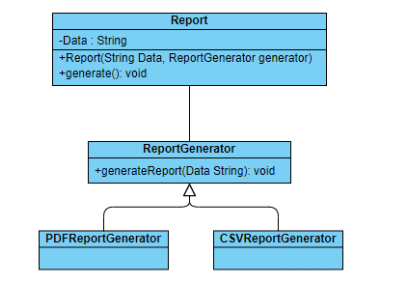 Report
-Data : String
+Report(String Data, ReportGenerator generator)
+generate(): void
ReportGenerator
+generateReport(Data String): void
PDFReportGenerator
CSVReportGenerator